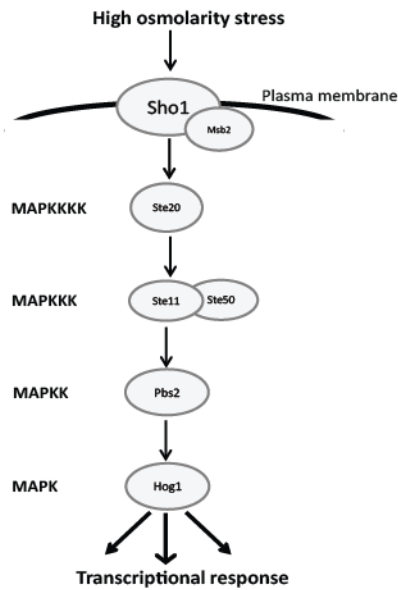 High osmolarity stress
Plasma membrane
Sho1
Msb2
MAPKKKK
Ste20
MAPKKK
Ste11
Ste50
MAPKK
Pbs2
MAPK
Hog1
Transcriptional response